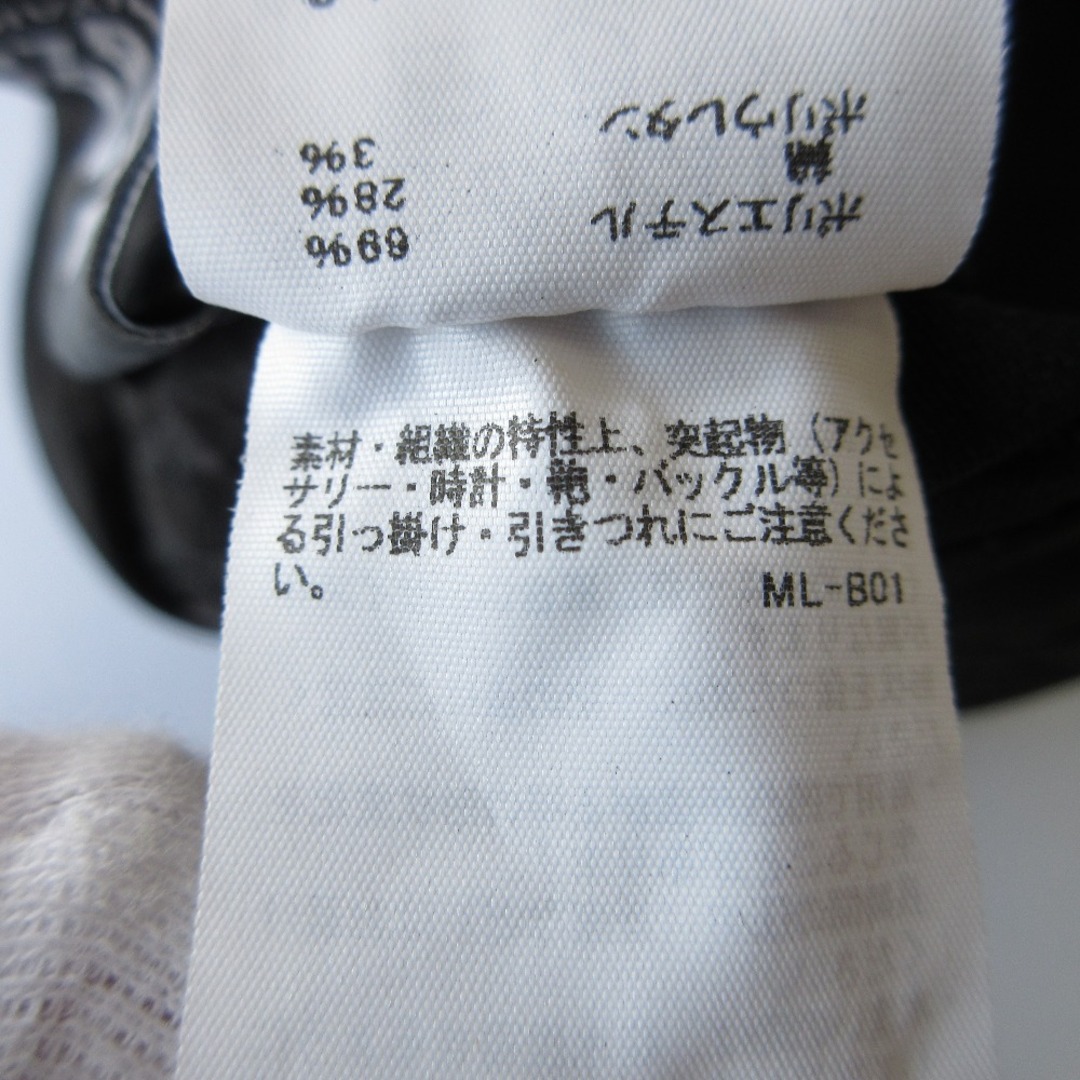 ポリエステル 69%
綿 28%
ポリウレタン 3%
素材・組織の特性上、突起物（アクセ
サリー・時計・鞄・バックル等）によ
る引っ掛け・引きつれにご注意くださ
い。 ML-B01